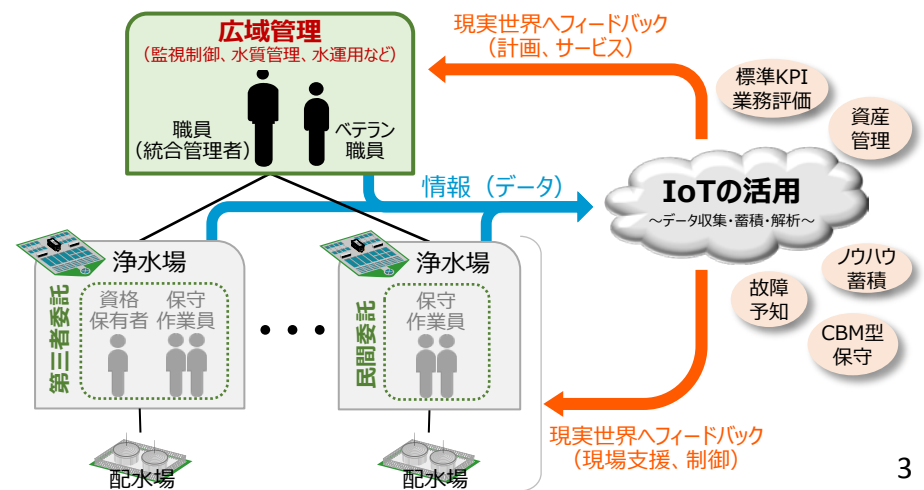 広域管理
(監視制御、水質管理、水運用など)
職員
(統合管理者)
ベテラン
職員
現実世界へフィードバック
(計画、サービス)
標準KPI
業務評価
資産
管理
情報(データ)
IoTの活用
～データ収集・蓄積・解析～
ノウハウ
蓄積
故障
予知
CBM型
保守
浄水場
第三者委託
資格
保有者
保守
作業員
・・・
浄水場
民間委託
保守
作業員
配水場
配水場
現実世界へフィードバック
(現場支援、制御)
3